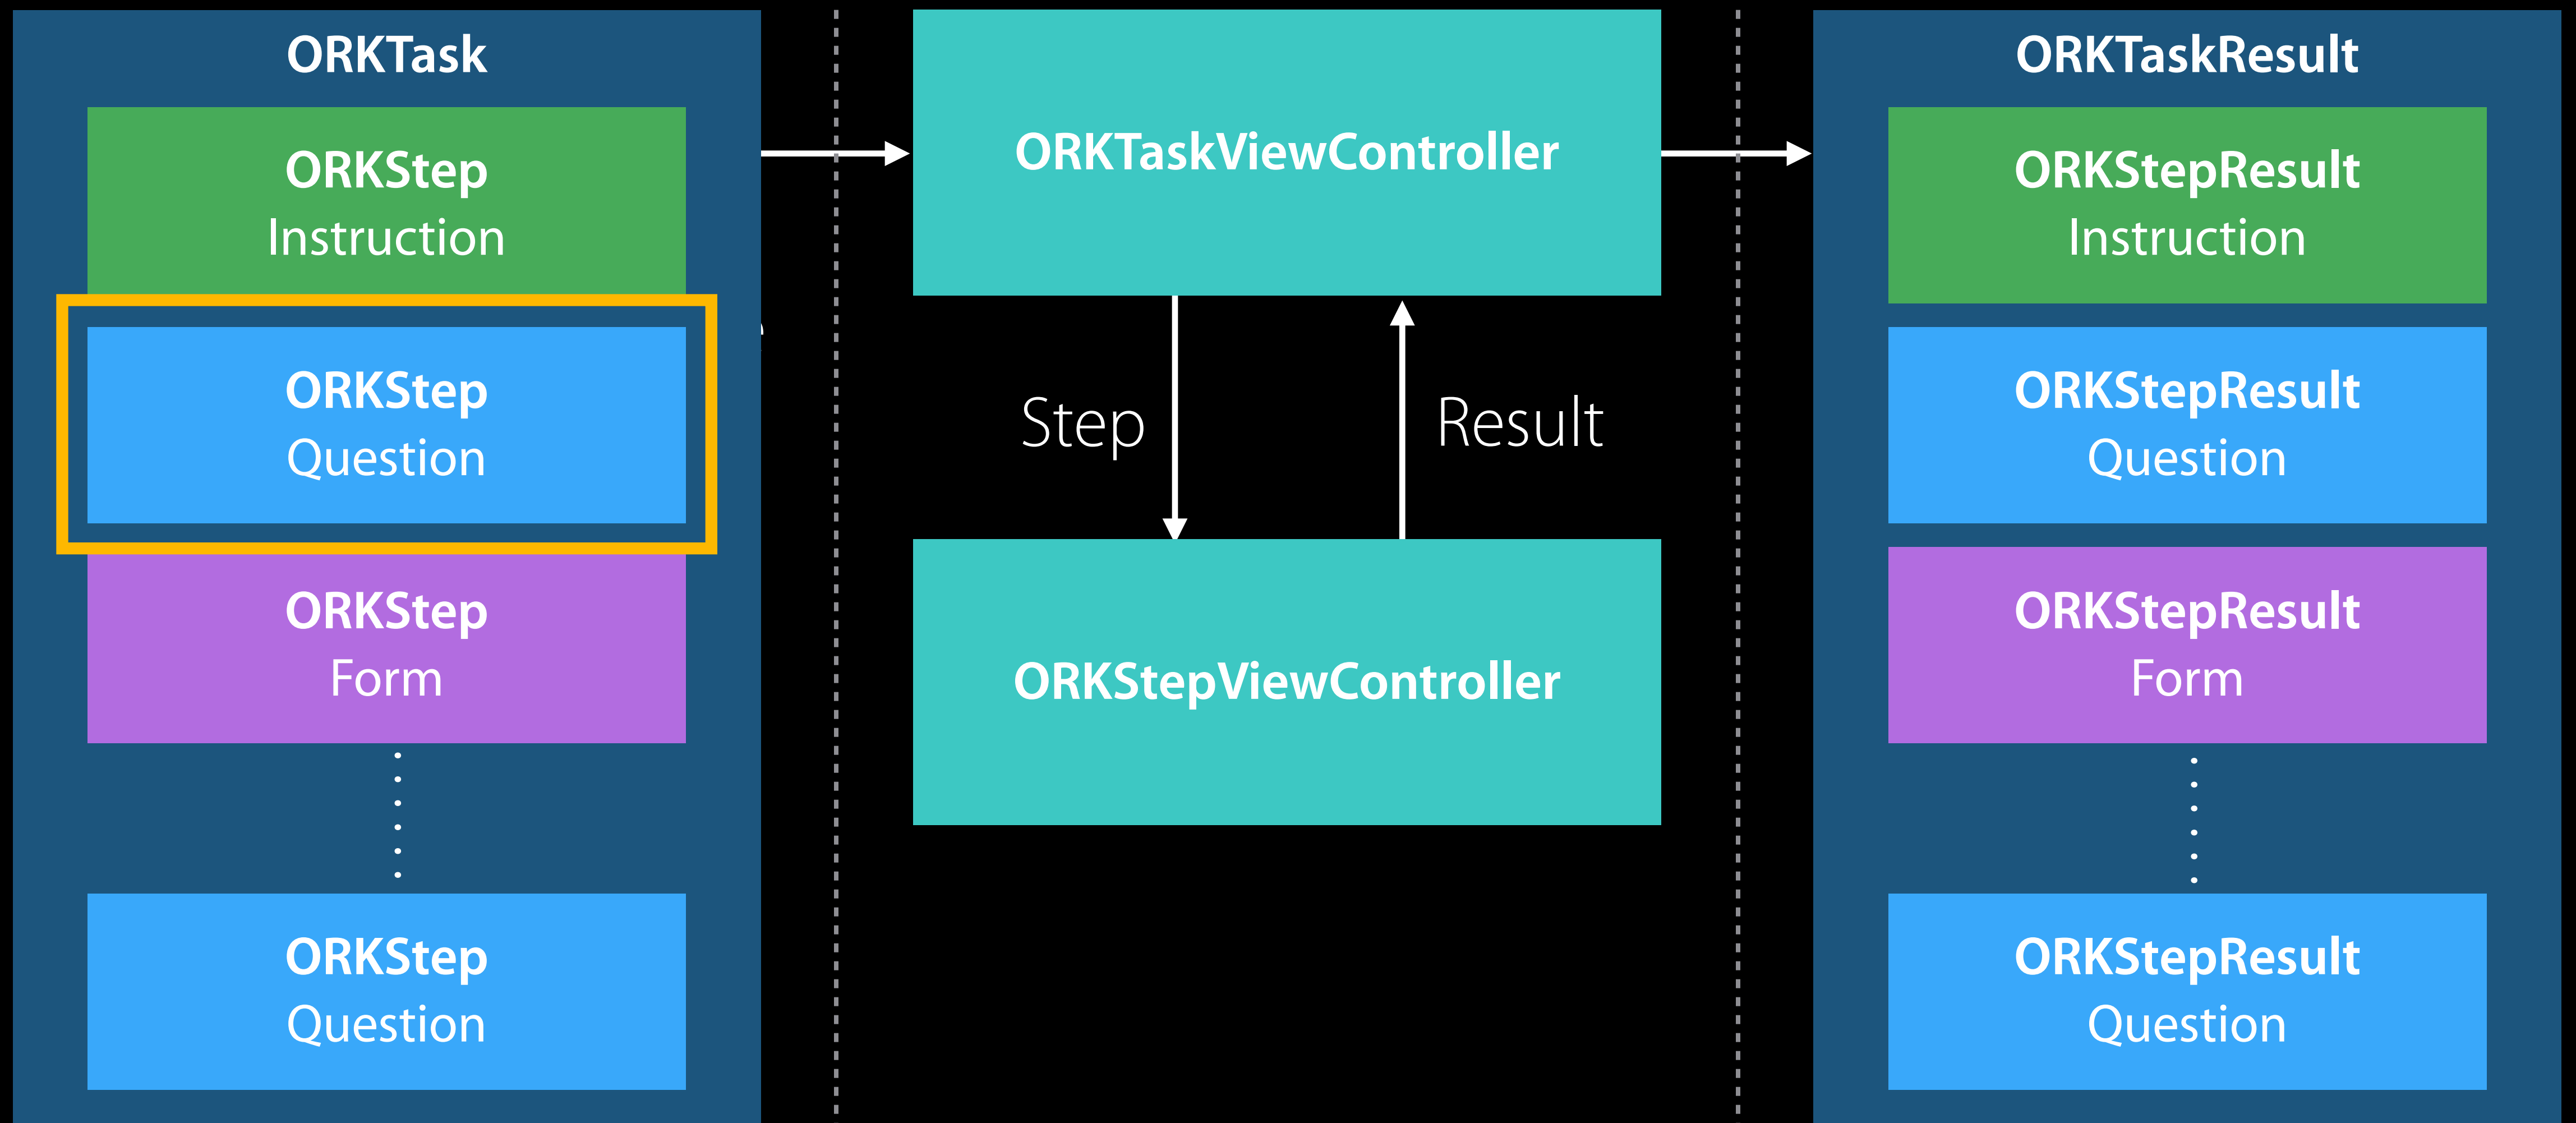 ORKTask
ORKStep
Instruction
ORKStep
Question
ORKStep
Form
ORKStep
Question
ORKTaskViewController
Step
Result
ORKStepViewController
ORKTaskResult
ORKStepResult
Instruction
ORKStepResult
Question
ORKStepResult
Form
ORKStepResult
Question